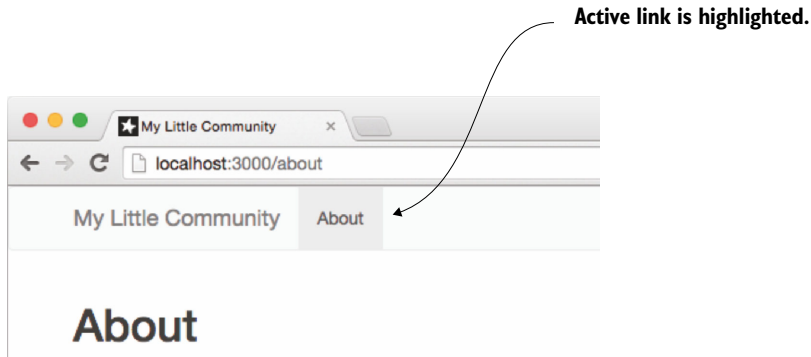 Active link is highlighted.
My Little Community
localhost:3000/about
My Little Community About
About